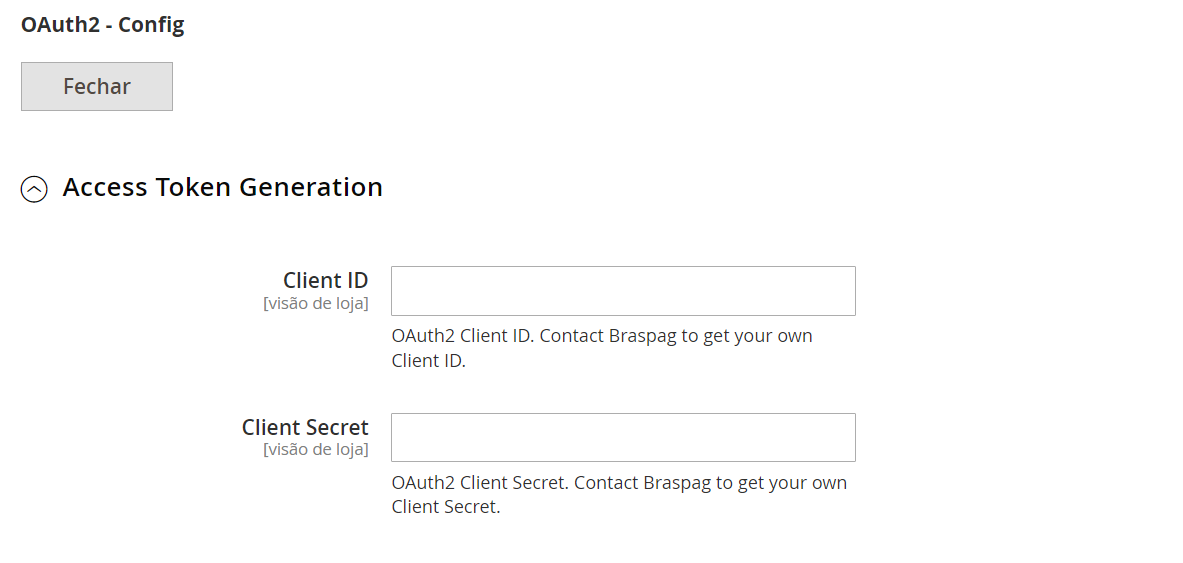 OAuth2 - Config
Fechar
Access Token Generation
Client ID
[visão de loja]
OAuth2 Client ID. Contact Braspag to get your own
Client ID.
Client Secret
[visão de loja]
OAuth2 Client Secret. Contact Braspag to get your own
Client Secret.